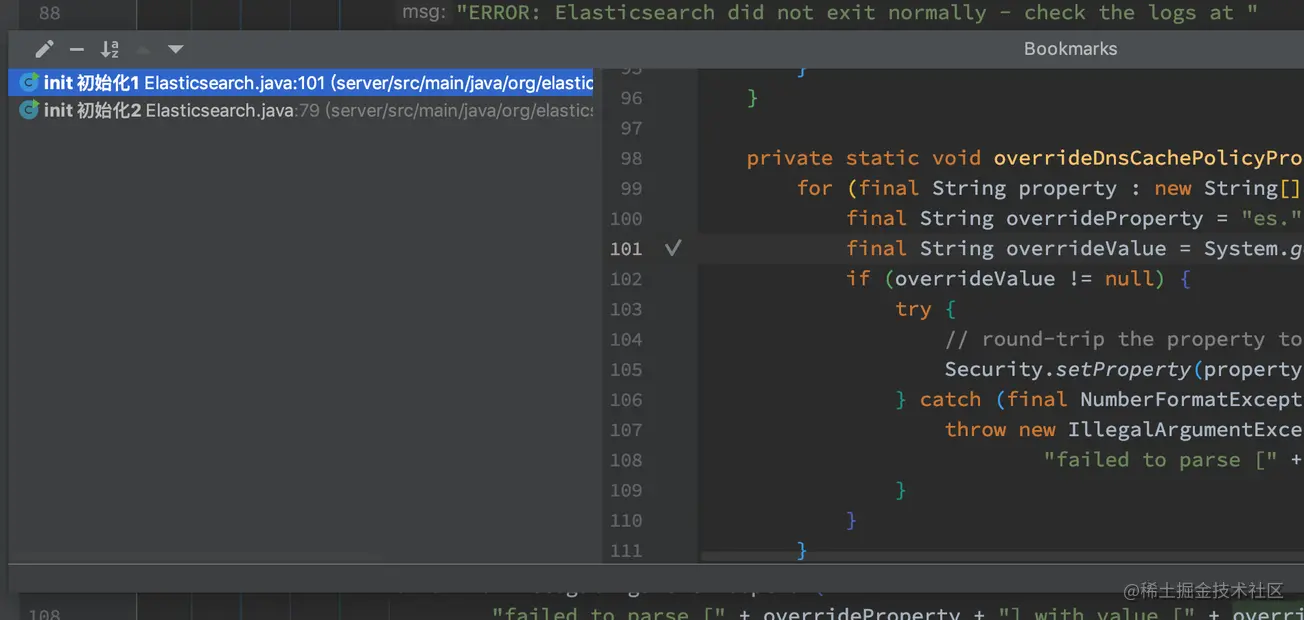 88 msg: "ERROR: Elasticsearch did not exit normally - check the logs at "
Bookmarks
init 初始化1 Elasticsearch.java:101 (server/src/main/java/org/elastic
init 初始化2 Elasticsearch.java:79 (server/src/main/java/org/elastics
95 }
96 }
97
98 private static void overrideDnsCachePolicyPro
99 for (final String property : new String[]
100 final String overrideProperty = "es."
101 final String overrideValue = System.g
102 if (overrideValue != null) {
103 try {
104 // round-trip the property to
105 Security.setProperty(property
106 } catch (final NumberFormatExcept
107 throw new IllegalArgumentExce
108 "failed to parse [" +
109 }
110 }
111 }
@稀土掘金技术社区
108 "failed to parse [" + overrideProperty + "] with value [" + overri